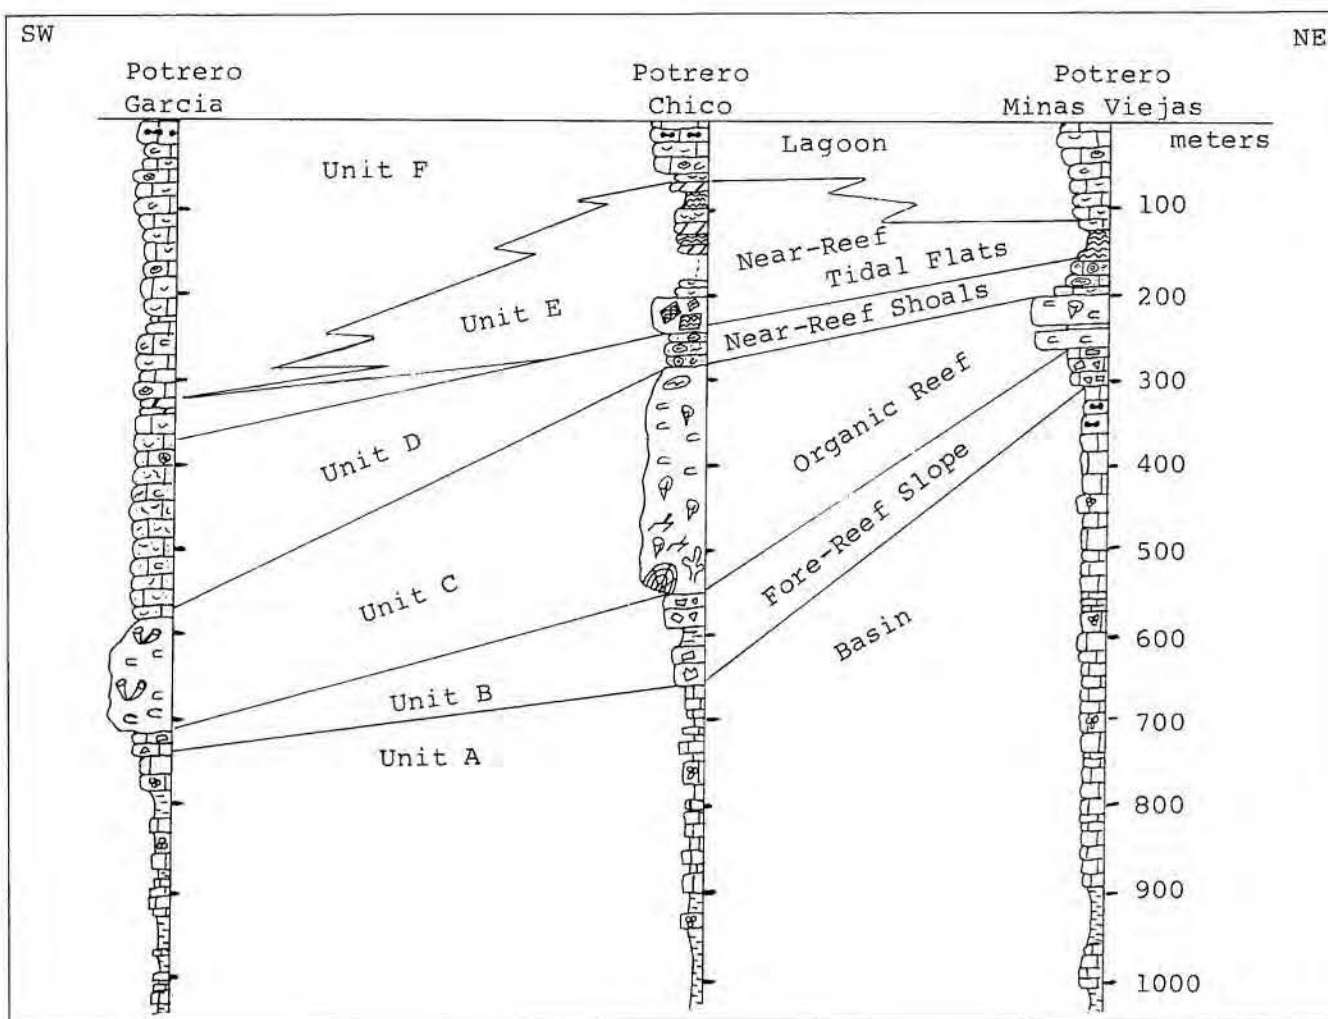 SW
NE
Potrero
Garcia
Potrero
Chico
Potrero
Minas Viejas
meters
Unit F
Lagoon
100
Near-Reef
Tidal Flats
200
Unit E
Near-Reef Shoals
300
Unit D
Organic Reef
400
Fore-Reef Slope
500
Unit C
Basin
600
Unit B
700
Unit A
800
900
1000